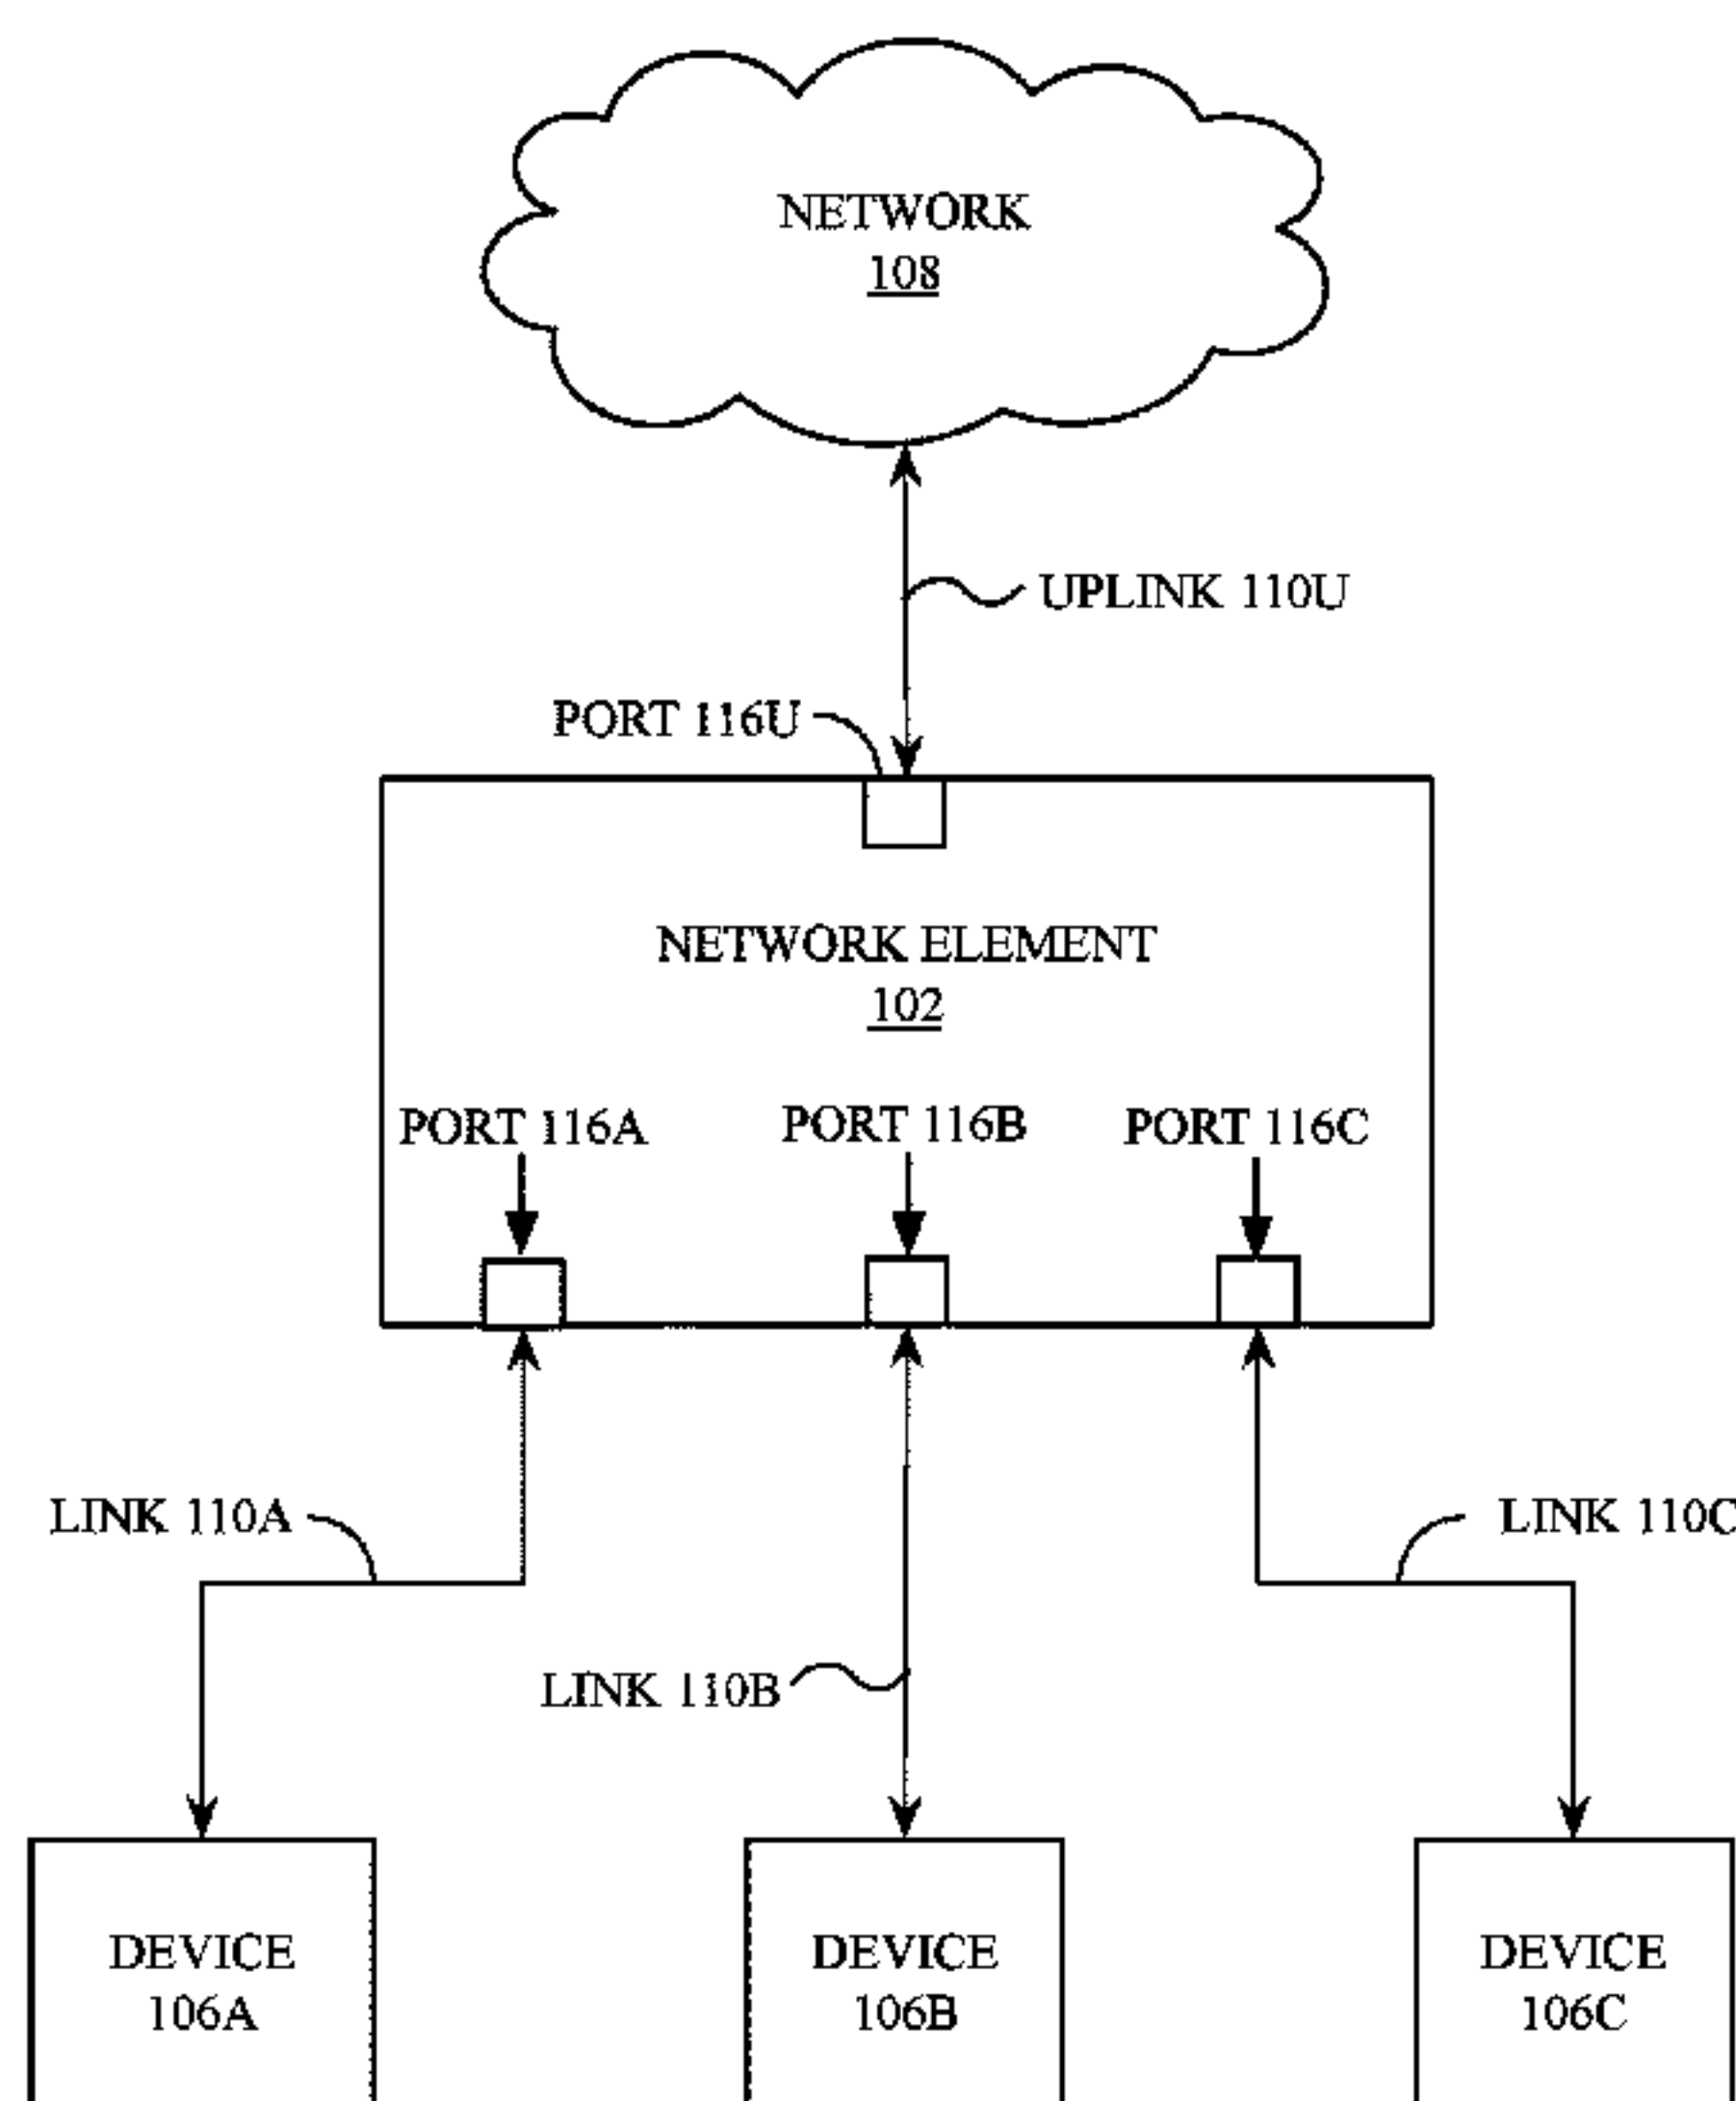 NETWORK
108
UPLINK 110U
PORT 116U
NETWORK ELEMENT
102
PORT 116A
PORT 116B
PORT 116C
LINK 110A
LINK 110C
LINK 110B
DEVICE
106A
DEVICE
106B
DEVICE
106C